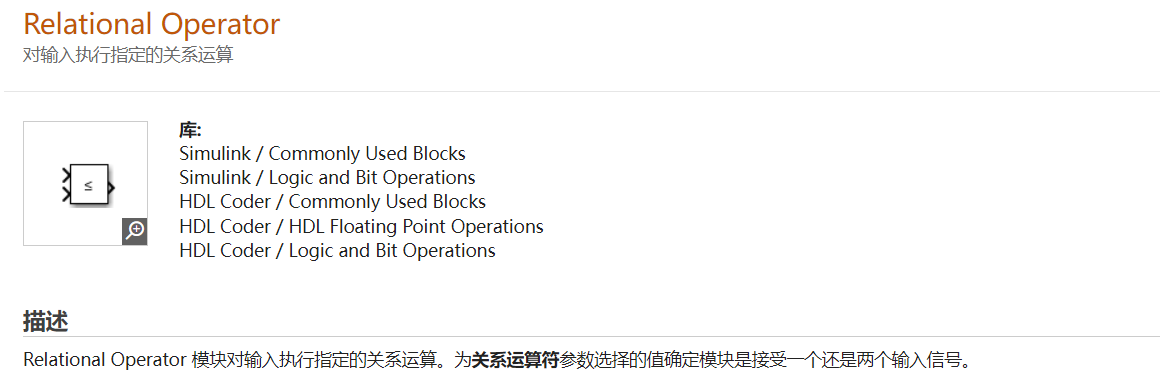 Relational Operator
对输入执行指定的关系运算
库:
Simulink / Commonly Used Blocks
Simulink / Logic and Bit Operations
HDL Coder / Commonly Used Blocks
HDL Coder / HDL Floating Point Operations
HDL Coder / Logic and Bit Operations
≤
描述
Relational Operator 模块对输入执行指定的关系运算。为关系运算符参数选择的值确定模块是接受一个还是两个输入信号。